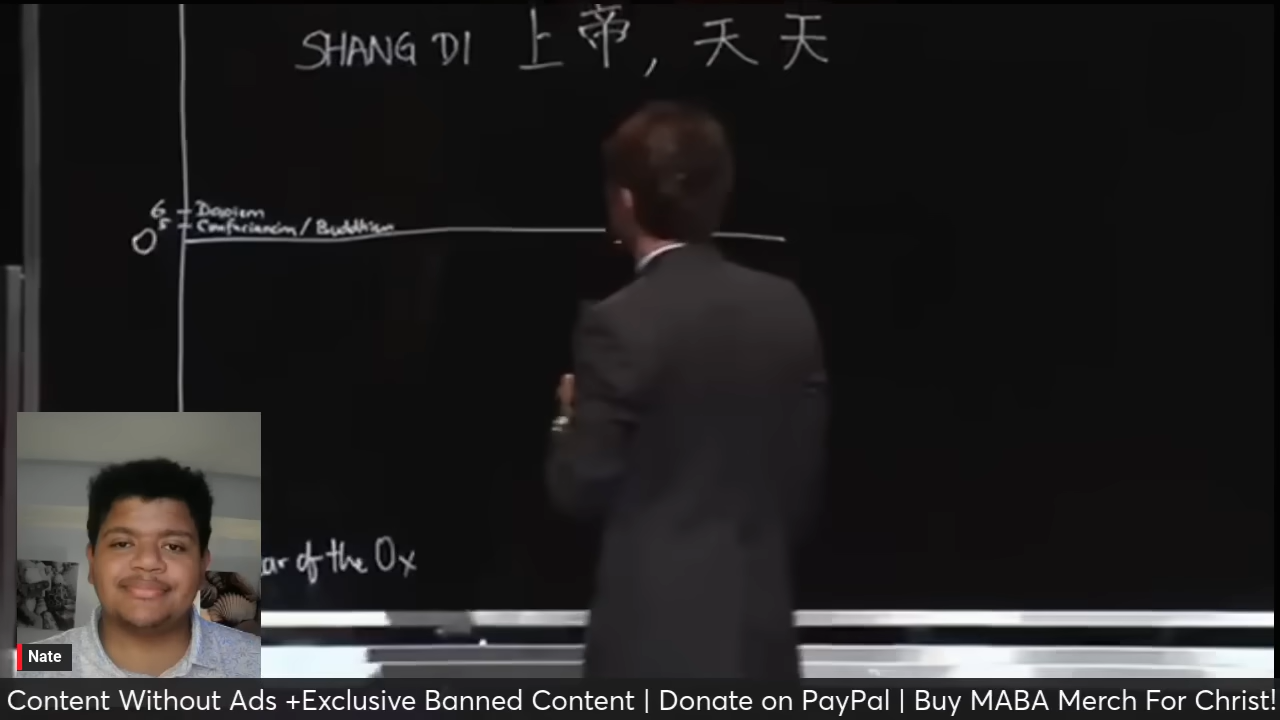 SHANG DI 上帝, 天 天
6 - Daoism
5 - Confucianism / Buddhism
0
ar of the Ox
Nate
Content Without Ads +Exclusive Banned Content | Donate on PayPal | Buy MABA Merch For Christ!